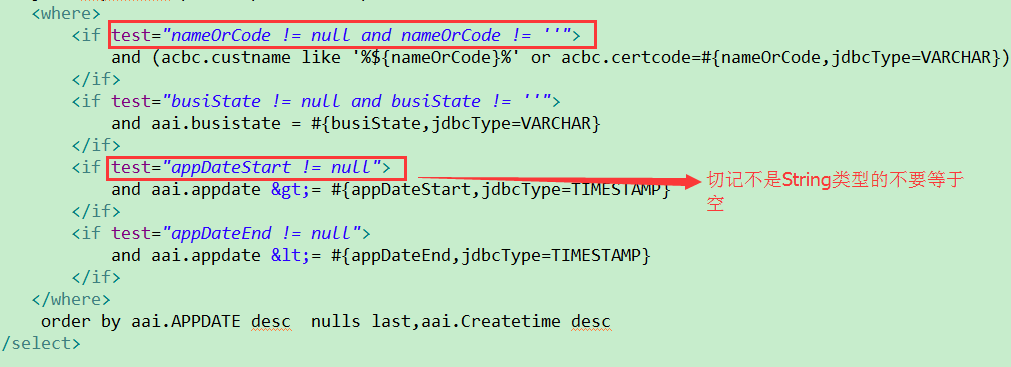 <where>
<if test="nameOrCode != null and nameOrCode != ''">
and (acbc.custname like '%${nameOrCode}%' or acbc.certcode=#{nameOrCode,jdbcType=VARCHAR})
</if>
<if test="busiState != null and busiState != ''">
and aai.busistate = #{busiState,jdbcType=VARCHAR}
</if>
<if test="appDateStart != null">
and aai.appdate &gt;= #{appDateStart,jdbcType=TIMESTAMP}
切记不是String类型的不要等于
空
</if>
<if test="appDateEnd != null">
and aai.appdate &lt;= #{appDateEnd,jdbcType=TIMESTAMP}
</if>
</where>
order by aai.APPDATE desc  nulls last,aai.Createtime desc
/select>